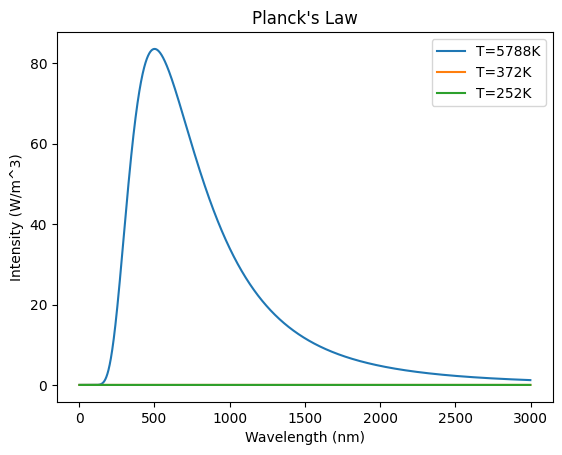 Planck's Law
T=5788K
T=372K
T=252K
Intensity (W/m^3)
80
60
40
20
0
0 500 1000 1500 2000 2500 3000
Wavelength (nm)